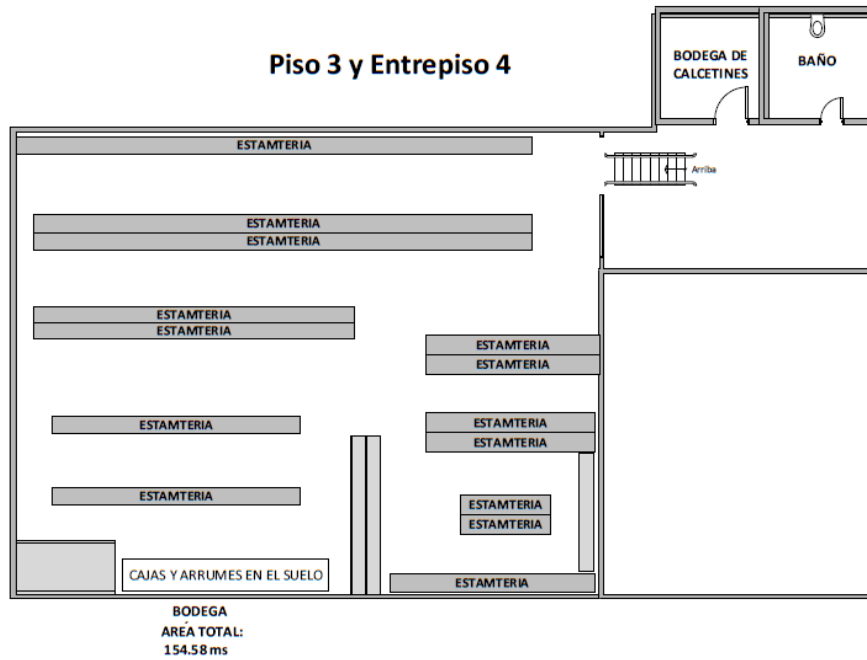 Piso 3 y Entrepiso 4
BODEGA DE
CALCETINES
BAÑO
Arriba
ESTAMTERIA
ESTAMTERIA
ESTAMTERIA
ESTAMTERIA
ESTAMTERIA
ESTAMTERIA
ESTAMTERIA
ESTAMTERIA
ESTAMTERIA
ESTAMTERIA
ESTAMTERIA
ESTAMTERIA
ESTAMTERIA
ESTAMTERIA
CAJAS Y ARRUMES EN EL SUELO
ESTAMTERIA
BODEGA
AREA TOTAL:
154.58 ms